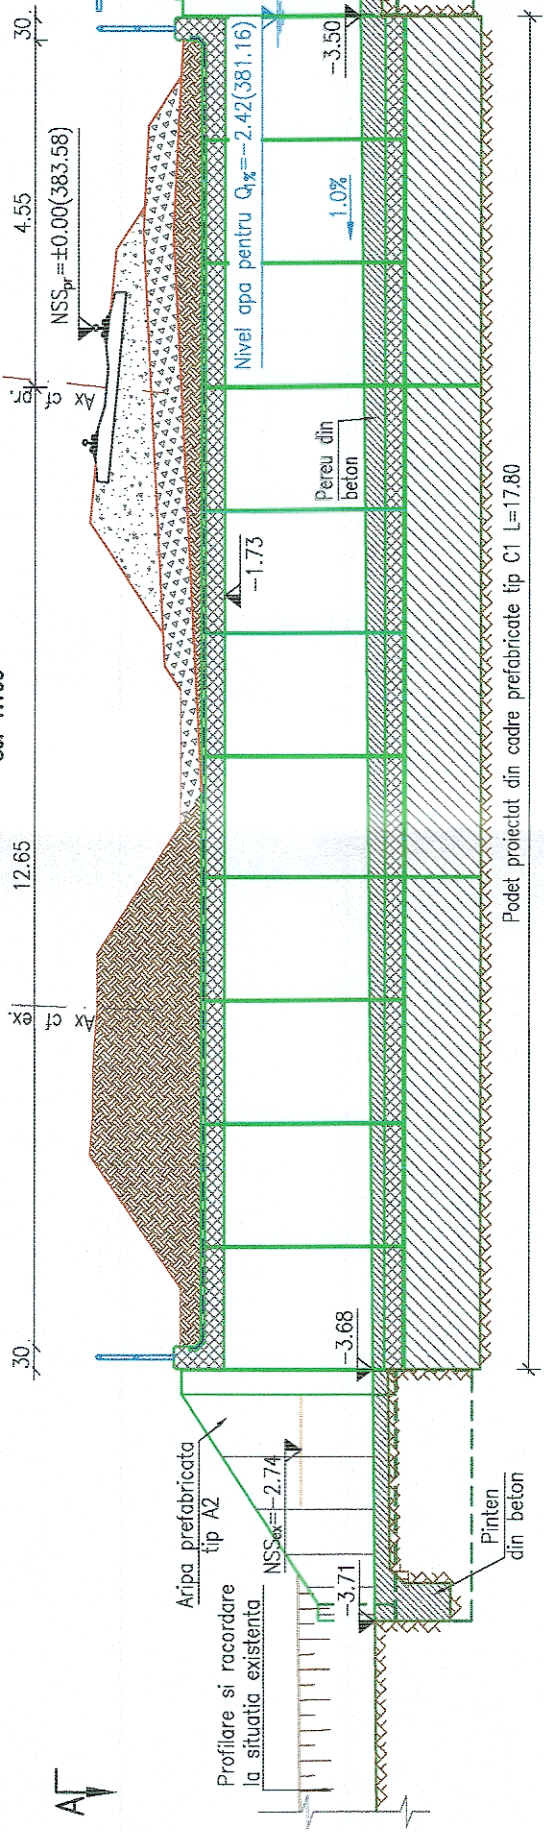 A
30
12.65
4.55
30
Ax cf ex.
Ax cf pr.
NSSpr=±0.00(383.58)
Nivel apa pentru Q1%=-2.42(381.16)
-3.50
1.0%
-1.73
Pereu din
beton
Aripa prefabricata
tip A2
NSSex=-2.74
-3.68
-3.71
Profilare si racordare
la situatia existenta
Pinten
din beton
Podet proiectat din cadre prefabricate tip C1 L=17.80